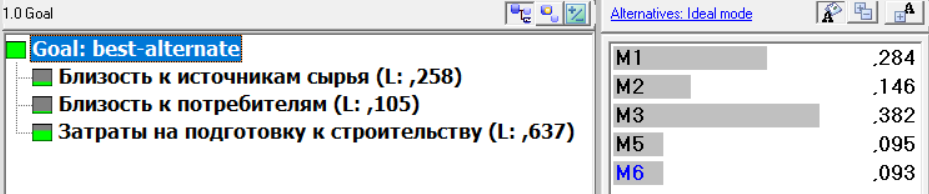 1.0 Goal
Goal: best-alternate
Близость к источникам сырья (L: ,258)
Близость к потребителям (L: ,105)
Затраты на подготовку к строительству (L: ,637)
Alternatives: Ideal mode
M1 ,284
M2 ,146
M3 ,382
M5 ,095
M6 ,093